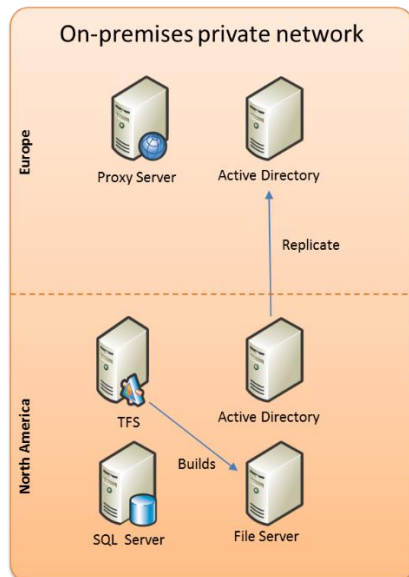 On-premises private network
Europe
Proxy Server
Active Directory
Replicate
North America
TFS
Active Directory
Builds
SQL Server
File Server